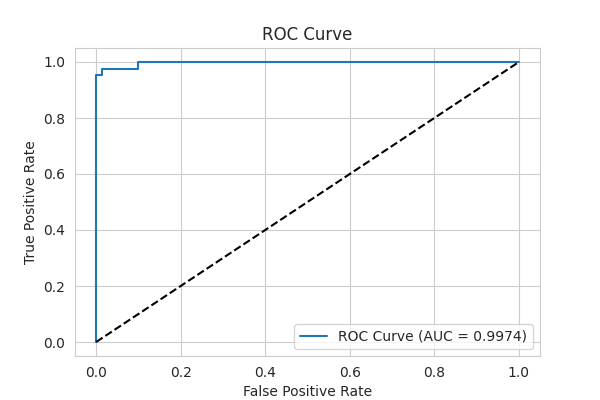 ROC Curve
1.0
0.8
0.6
0.4
0.2
0.0
True Positive Rate
ROC Curve (AUC = 0.9974)
0.0 0.2 0.4 0.6 0.8 1.0
False Positive Rate